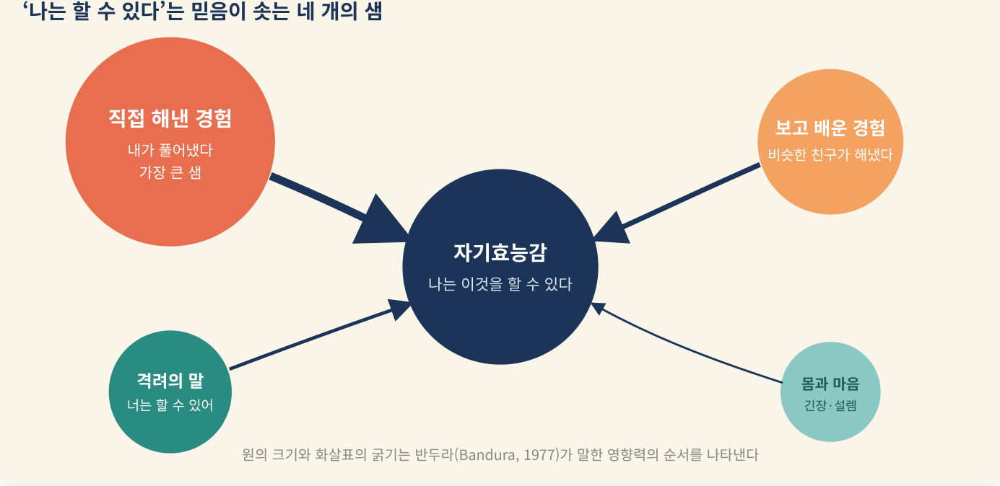 ‘나는 할 수 있다’는 믿음이 솟는 네 개의 샘
직접 해낸 경험
내가 풀어냈다
가장 큰 샘
보고 배운 경험
비슷한 친구가 해냈다
자기효능감
나는 이것을 할 수 있다
격려의 말
너는 할 수 있어
몸과 마음
긴장·설렘
원의 크기와 화살표의 굵기는 반두라(Bandura, 1977)가 말한 영향력의 순서를 나타낸다